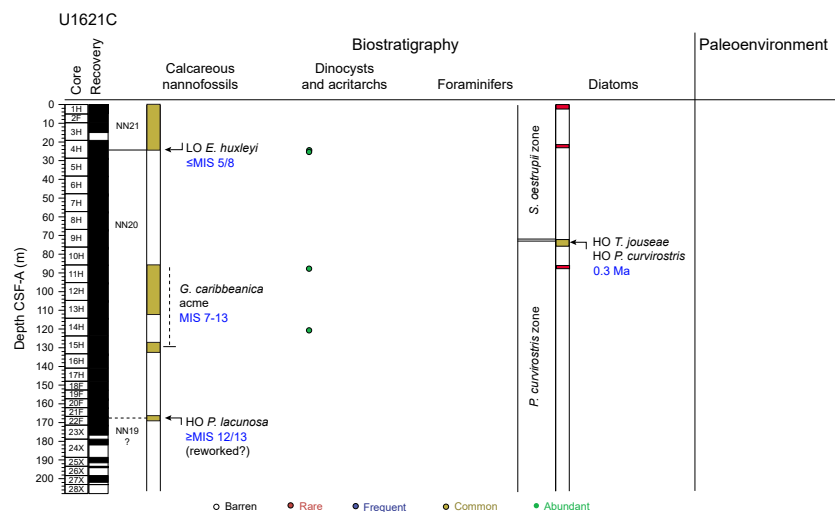 U1621C
Biostratigraphy
Paleoenvironment
Core
Recovery
Calcareous
nannofossils
Dinocysts
and acritarchs
Foraminifers
Diatoms
Depth CSF-A (m)
0
10
20
30
40
50
60
70
80
90
100
110
120
130
140
150
160
170
180
190
200
1H
2F
3H
4H
5H
6H
7H
8H
9H
10H
11H
12H
13H
14H
15H
16H
17H
18F
19F
20F
21F
22F
23X
24X
25X
26X
27X
28X
NN21
NN20
NN19
?
LO E. huxleyi
≤MIS 5/8
G. caribbeanica
acme
MIS 7-13
HO P. lacunosa
≥MIS 12/13
(reworked?)
S. oestrupii zone
P. curvirostris zone
HO T. jouseae
HO P. curvirostris
0.3 Ma
Barren
Rare
Frequent
Common
Abundant